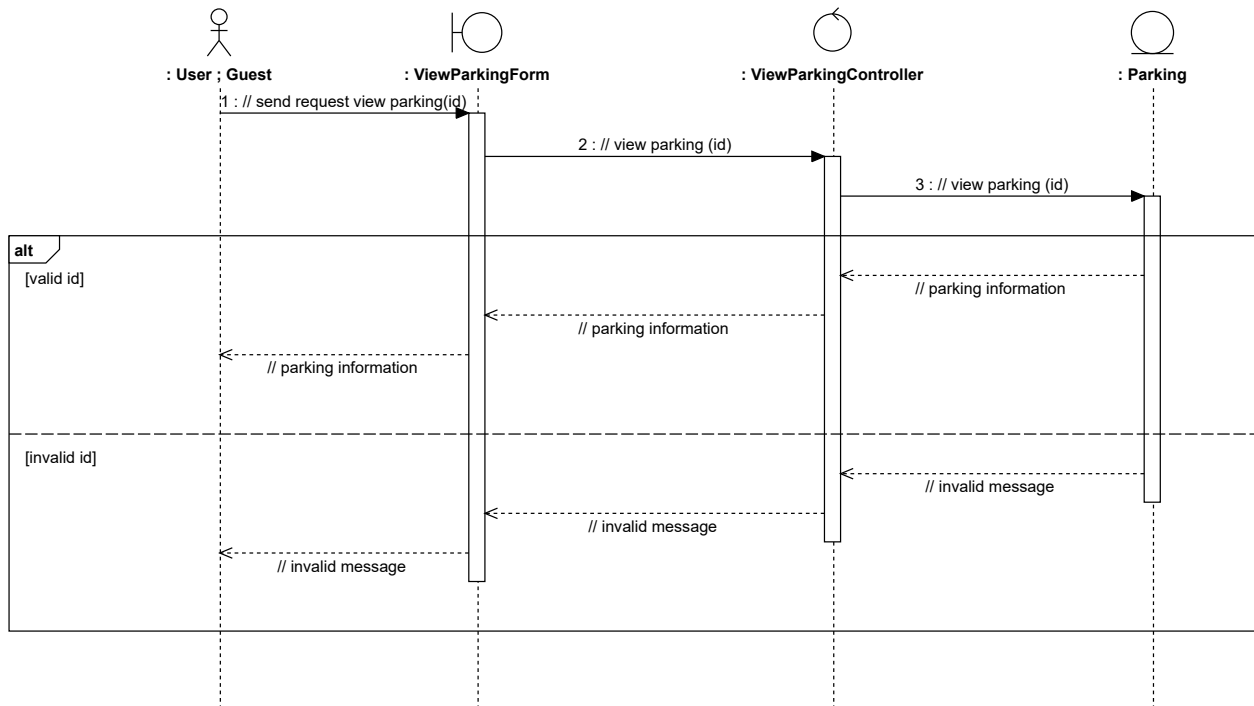 : User ; Guest
: ViewParkingForm
: ViewParkingController
: Parking
1 : // send request view parking(id)
2 : // view parking (id)
3 : // view parking (id)
alt
[valid id]
// parking information
// parking information
// parking information
[invalid id]
// invalid message
// invalid message
// invalid message